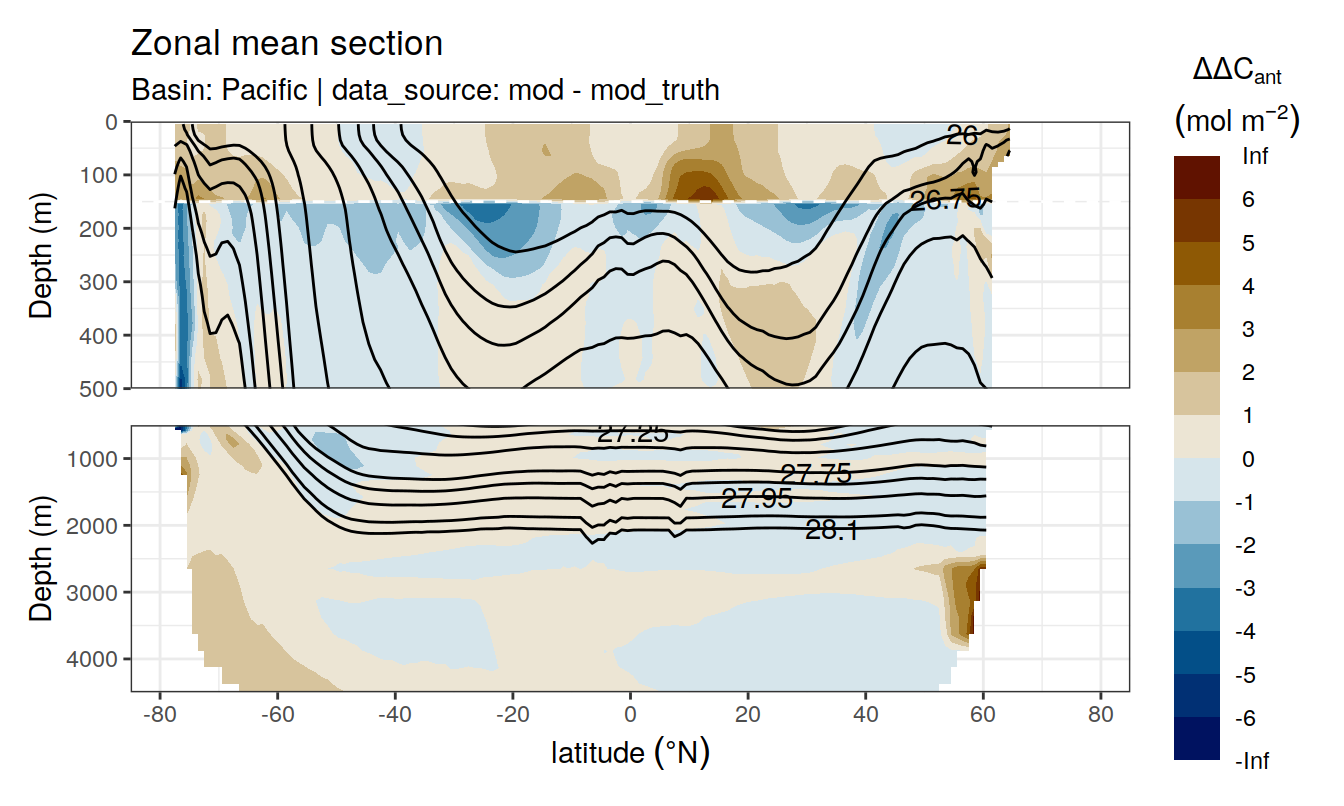 Zonal mean section
Basin: Pacific | data_source: mod - mod_truth
ΔΔCant
(mol m−2)
Inf
6
5
4
3
2
1
0
-1
-2
-3
-4
-5
-6
-Inf
Depth (m)
0
100
200
300
400
500
26
26.75
Depth (m)
1000
2000
3000
4000
27.25
27.75
27.95
28.1
-80 -60 -40 -20 0 20 40 60 80
latitude (°N)